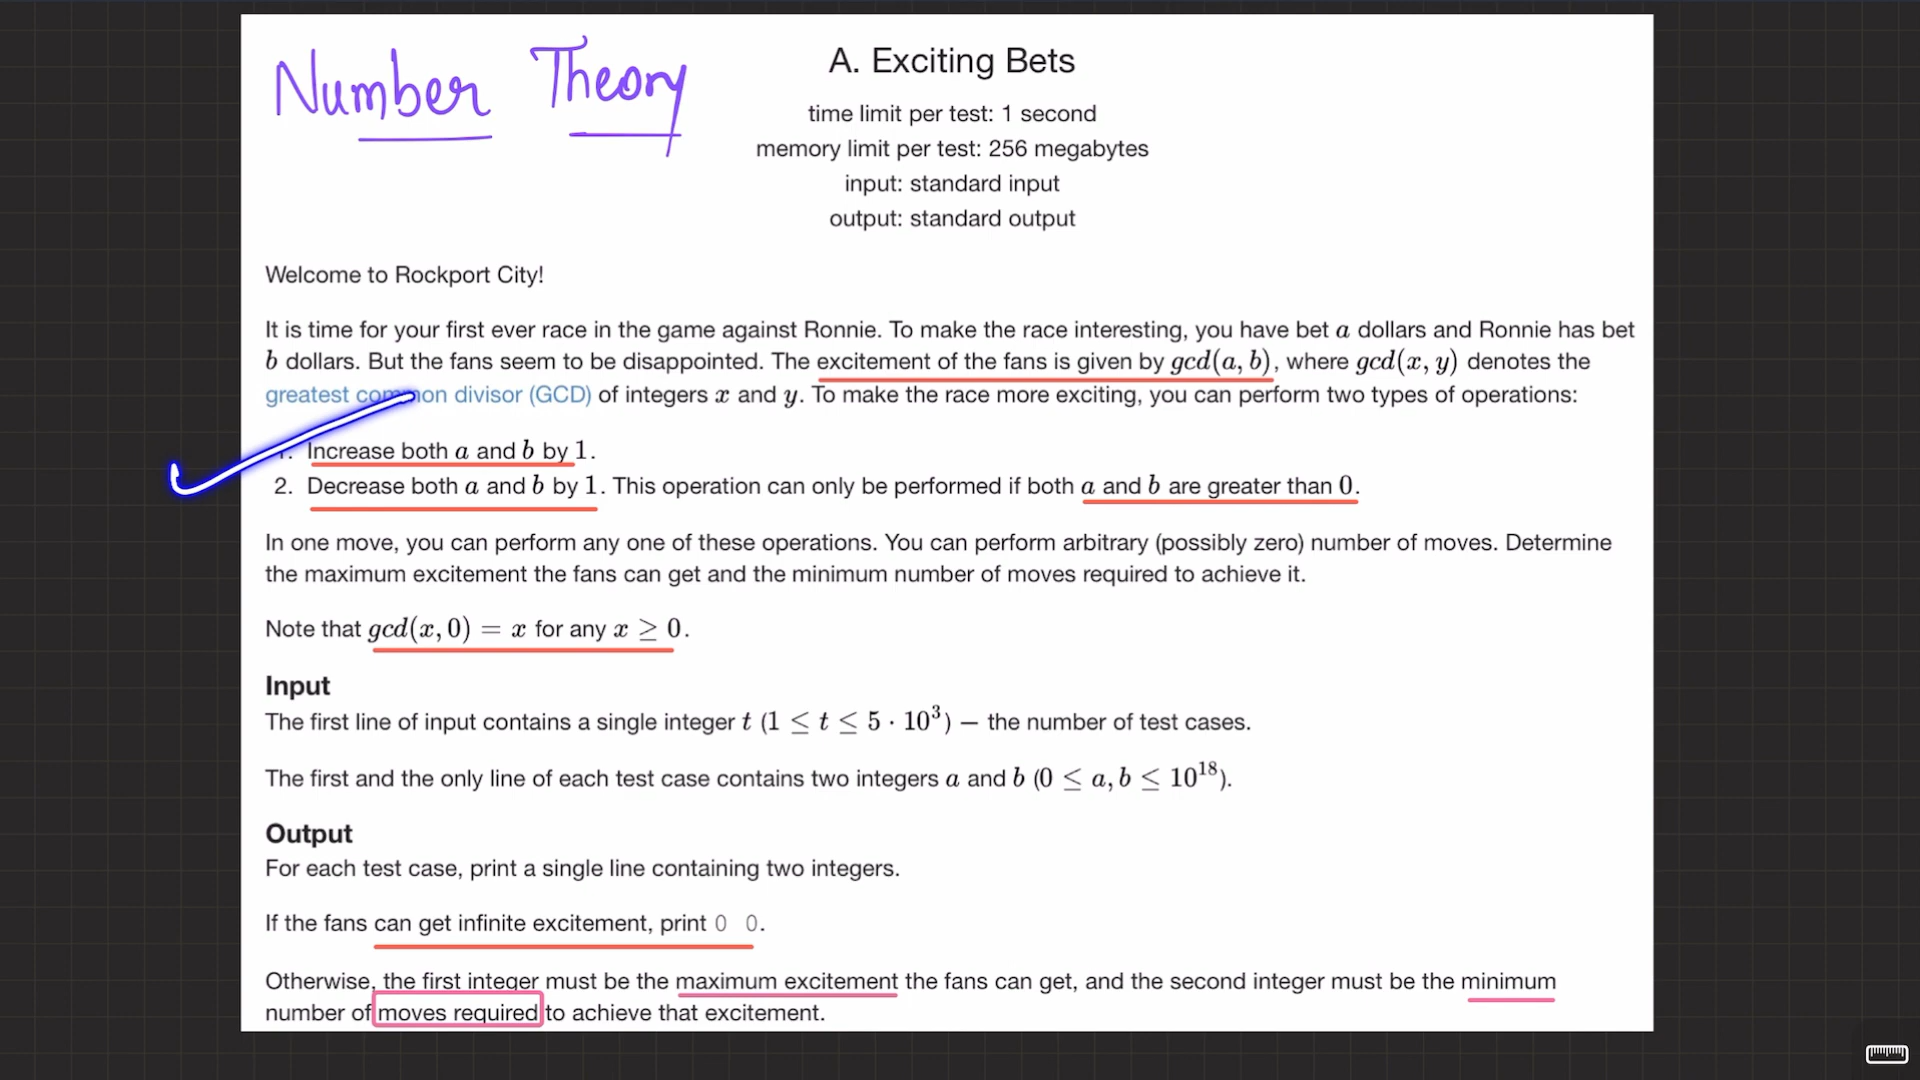 Number Theory
A. Exciting Bets
time limit per test: 1 second
memory limit per test: 256 megabytes
input: standard input
output: standard output
Welcome to Rockport City!
It is time for your first ever race in the game against Ronnie. To make the race interesting, you have bet a dollars and Ronnie has bet
b dollars. But the fans seem to be disappointed. The excitement of the fans is given by gcd(a, b), where gcd(x, y) denotes the
greatest common divisor (GCD) of integers x and y. To make the race more exciting, you can perform two types of operations:
1. Increase both a and b by 1.
2. Decrease both a and b by 1. This operation can only be performed if both a and b are greater than 0.
In one move, you can perform any one of these operations. You can perform arbitrary (possibly zero) number of moves. Determine
the maximum excitement the fans can get and the minimum number of moves required to achieve it.
Note that gcd(x, 0) = x for any x ≥ 0.
Input
The first line of input contains a single integer t (1 ≤ t ≤ 5 · 10³) — the number of test cases.
The first and the only line of each test case contains two integers a and b (0 ≤ a, b ≤ 10¹⁸).
Output
For each test case, print a single line containing two integers.
If the fans can get infinite excitement, print 0 0.
Otherwise, the first integer must be the maximum excitement the fans can get, and the second integer must be the minimum
number of moves required to achieve that excitement.